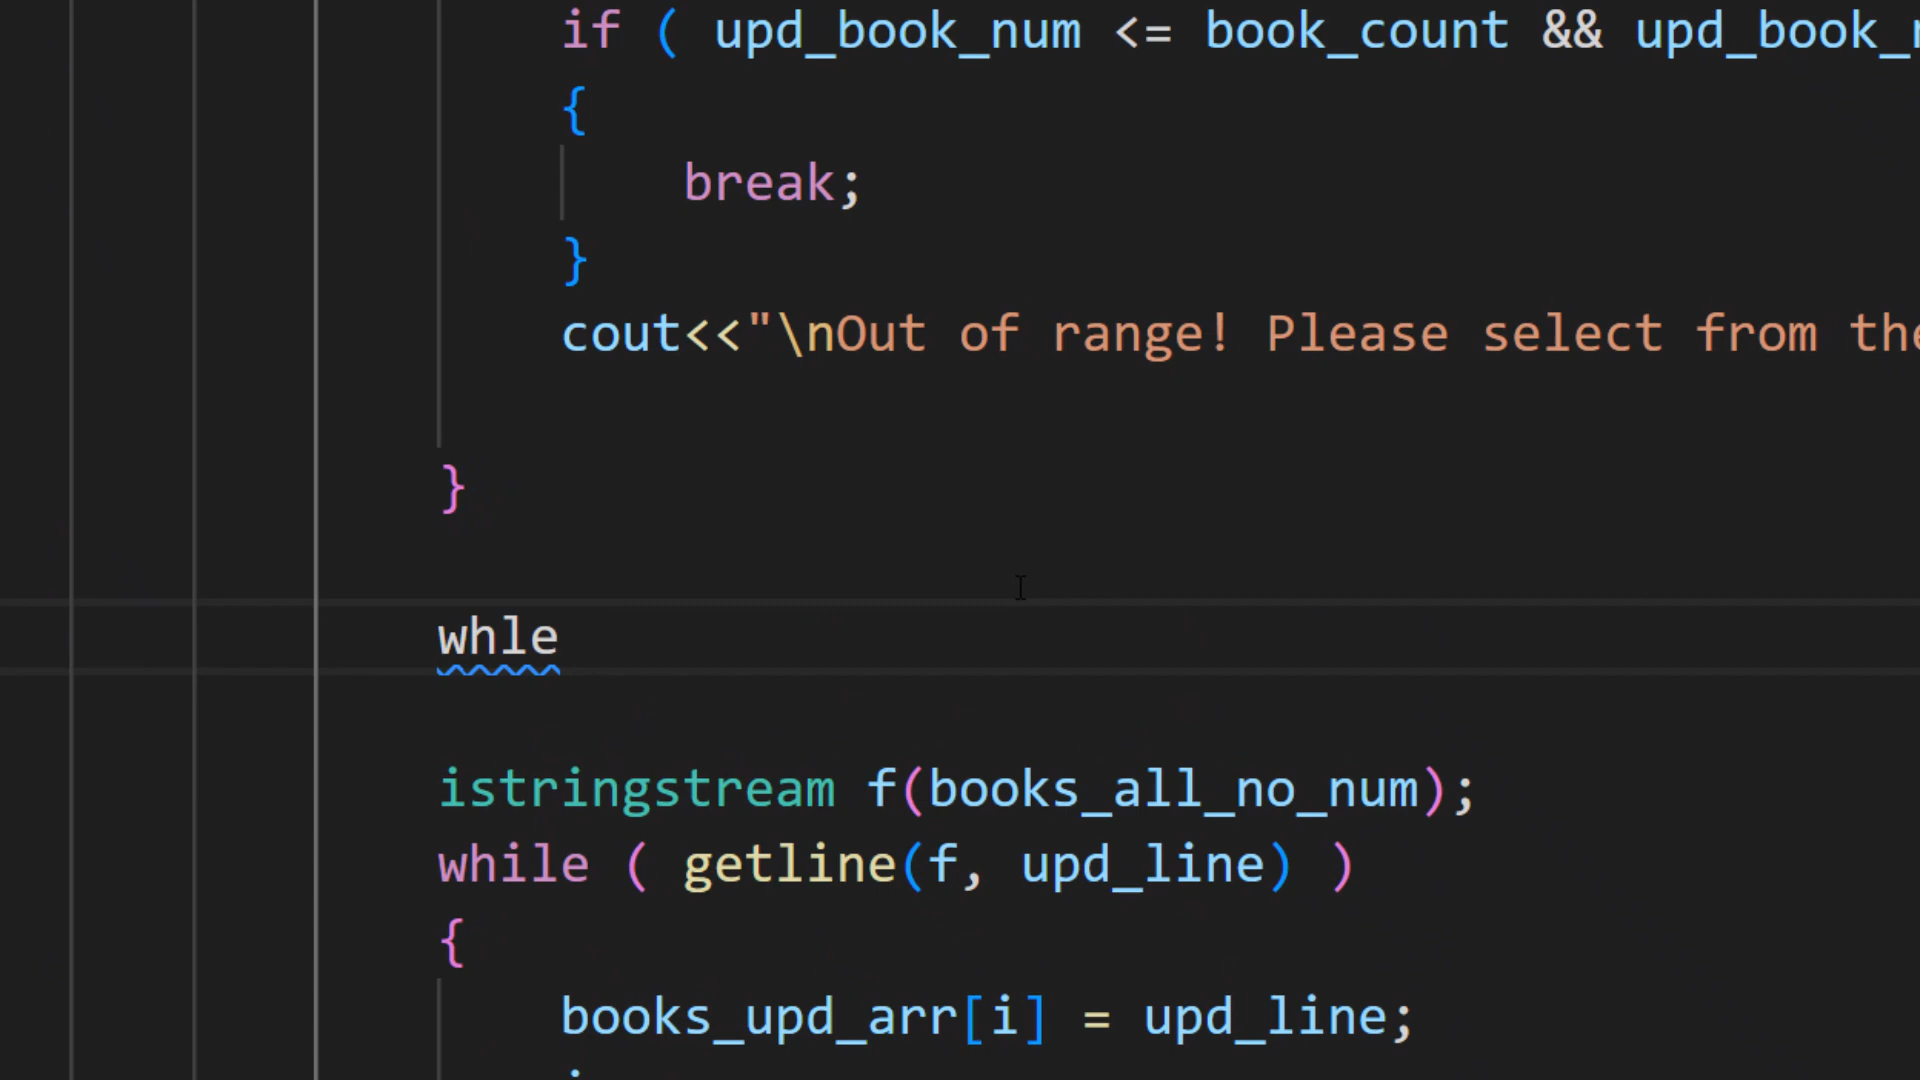 if ( upd_book_num <= book_count && upd_book_
{
break;
}
cout<<"\nOut of range! Please select from the
}
whle
istringstream f(books_all_no_num);
while ( getline(f, upd_line) )
{
books_upd_arr[i] = upd_line;